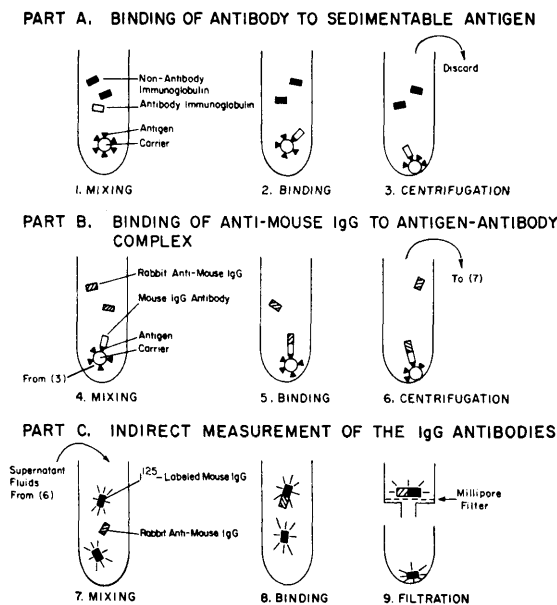 PART A. BINDING OF ANTIBODY TO SEDIMENTABLE ANTIGEN
Non-Antibody
Immunoglobulin
Antibody Immunoglobulin
Antigen
Carrier
Discard
1. MIXING
2. BINDING
3. CENTRIFUGATION
PART B. BINDING OF ANTI-MOUSE IgG TO ANTIGEN-ANTIBODY
COMPLEX
Rabbit Anti-Mouse IgG
Mouse IgG Antibody
Antigen
Carrier
From (3)
To (7)
4. MIXING
5. BINDING
6. CENTRIFUGATION
PART C. INDIRECT MEASUREMENT OF THE IgG ANTIBODIES
Supernatant
Fluids
From (6)
I125-Labeled Mouse IgG
Rabbit Anti-Mouse IgG
Millipore
Filter
7. MIXING
8. BINDING
9. FILTRATION